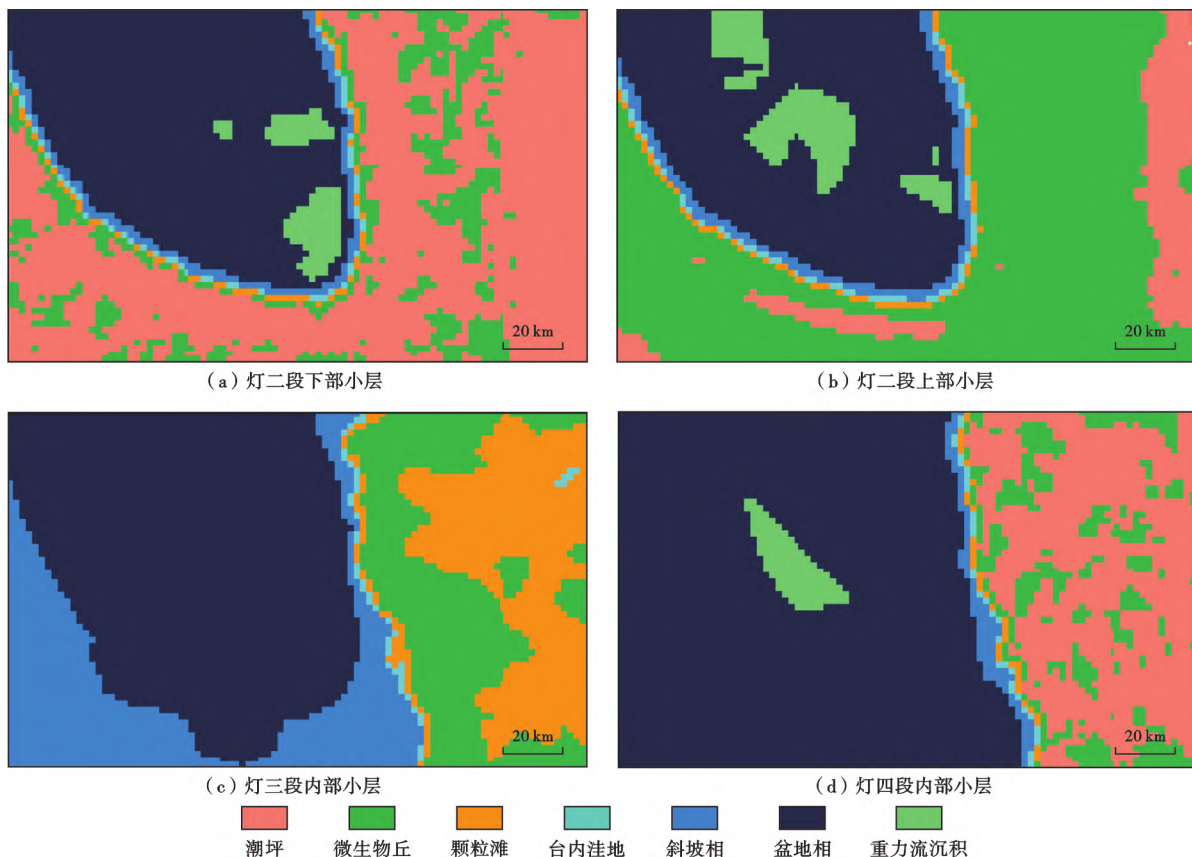 20 km
20 km
(a)灯二段下部小层
(b)灯二段上部小层
20 km
20 km
(c)灯三段内部小层
(d)灯四段内部小层
潮坪
微生物丘
颗粒滩
台内洼地
斜坡相
盆地相
重力流沉积